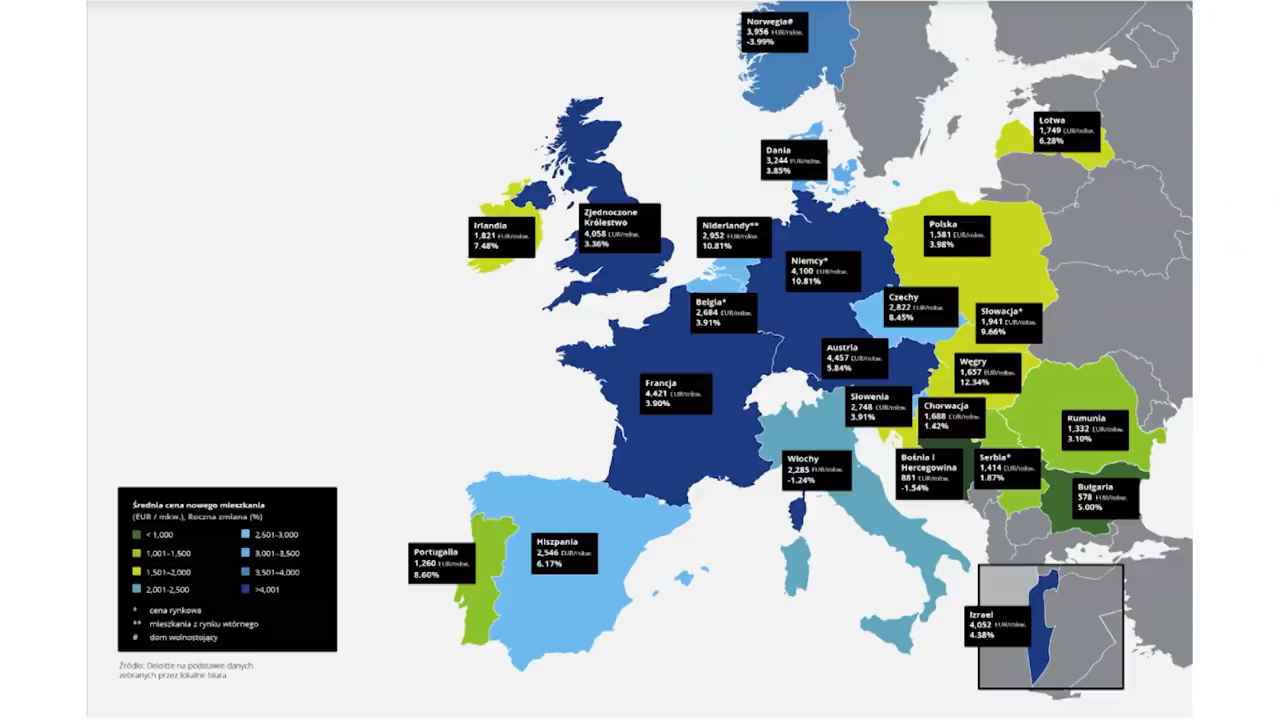 Norwegia#
3,956 EUR/mkw.
-3.99%
Łotwa
1,749 EUR/mkw.
6.28%
Dania
3,244 EUR/mkw.
3.85%
Irlandia
1,821 EUR/mkw.
7.48%
Zjednoczone
Królestwo
4,058 EUR/mkw.
3.36%
Niderlandy**
2,952 EUR/mkw.
10.81%
Polska
1,581 EUR/mkw.
3.98%
Niemcy*
4,100 EUR/mkw.
10.81%
Belgia*
2,684 EUR/mkw.
3.91%
Czechy
2,822 EUR/mkw.
8.45%
Słowacja*
1,941 EUR/mkw.
9.66%
Austria
4,457 EUR/mkw.
5.84%
Węgry
1,657 EUR/mkw.
12.34%
Francja
4,421 EUR/mkw.
3.90%
Słowenia
2,748 EUR/mkw.
3.91%
Chorwacja
1,688 EUR/mkw.
1.42%
Rumunia
1,332 EUR/mkw.
3.10%
Włochy
2,285 EUR/mkw.
-1.24%
Bośnia i
Hercegowina
881 EUR/mkw.
-1.54%
Serbia*
1,414 EUR/mkw.
1.87%
Bułgaria
578 EUR/mkw.
5.00%
Portugalia
1,260 EUR/mkw.
8.60%
Hiszpania
2,546 EUR/mkw.
6.17%
Izrael
4,052 EUR/mkw.
4.38%
Średnia cena nowego mieszkania
(EUR / mkw.), Roczna zmiana (%)
< 1,000
2,501-3,000
1,001-1,500
3,001-3,500
1,501-2,000
3,501-4,000
2,001-2,500
>4,001
* cena rynkowa
** mieszkania z rynku wtórnego
# dom wolnostojący
Źródło: Deloitte na podstawie danych
zebranych przez lokalne biura